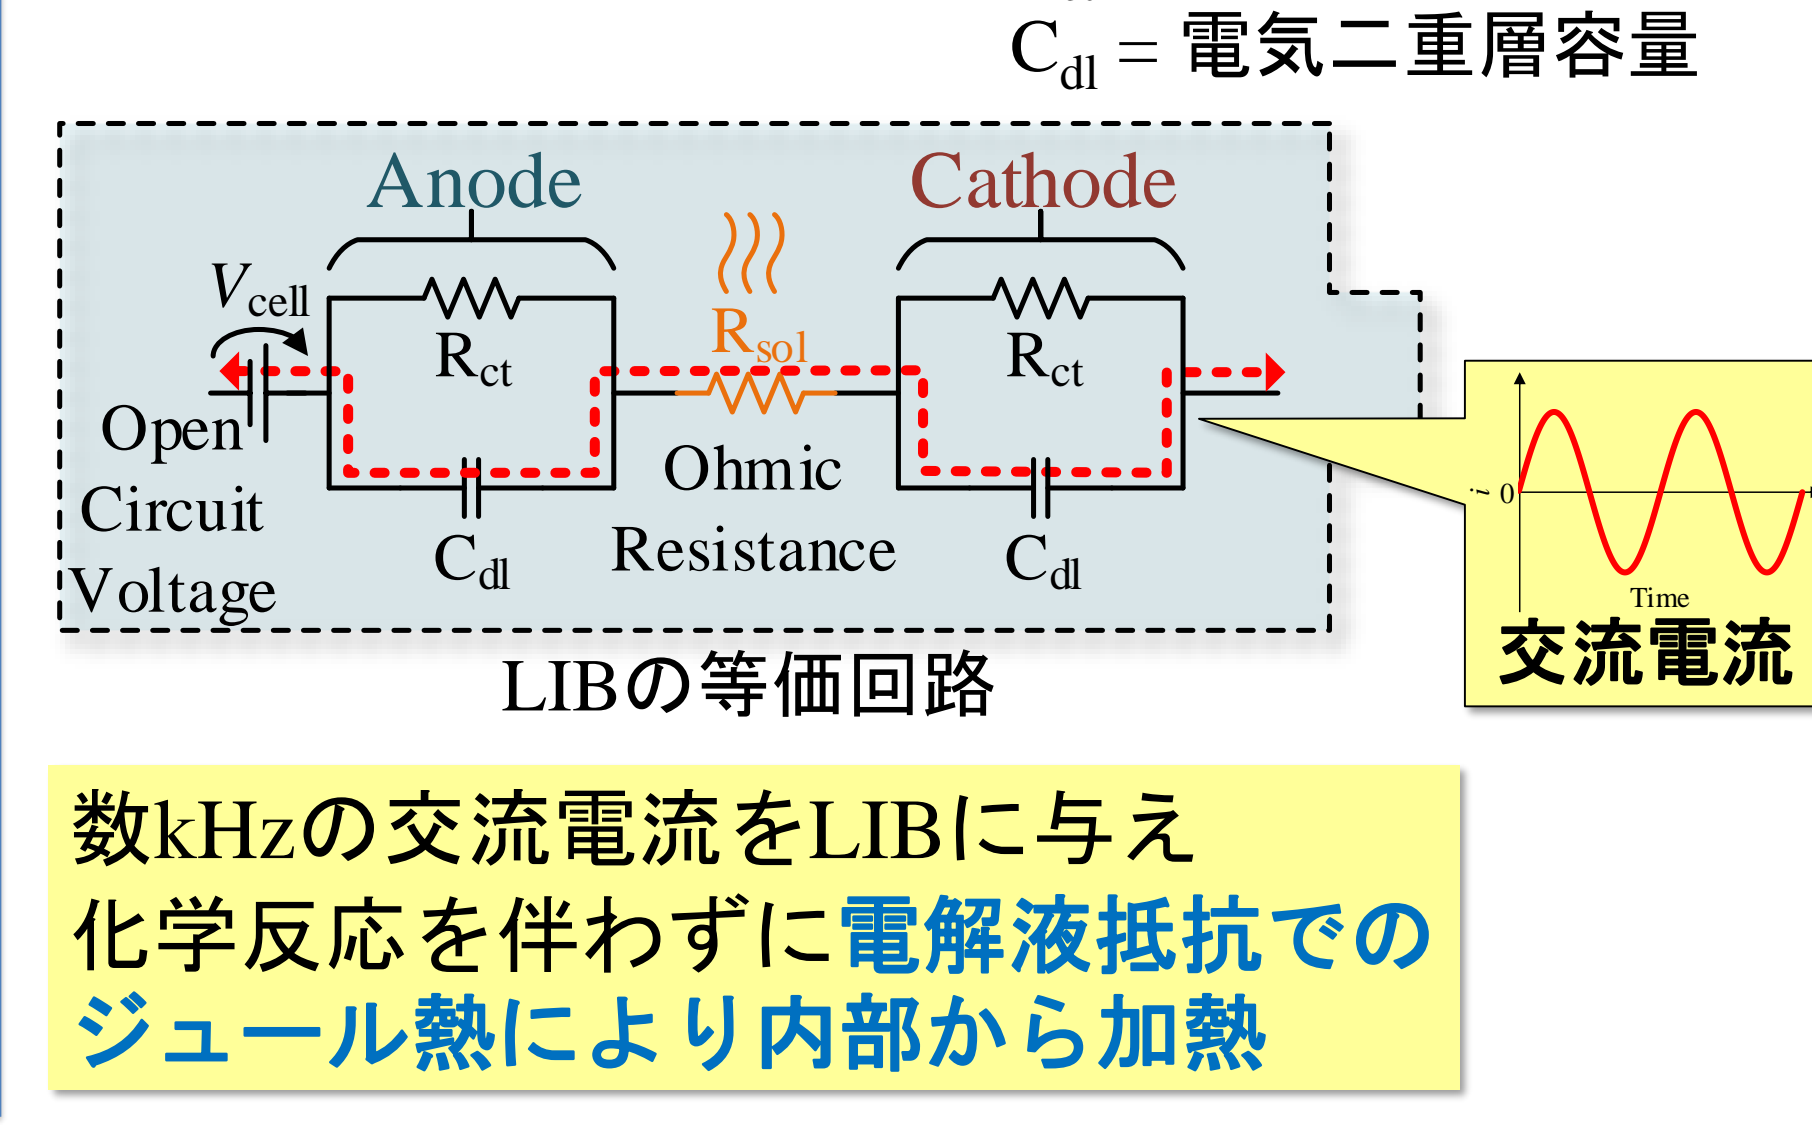 Cdl = 電気二重層容量
Anode
Cathode
Vcell
Rct
Rsol
Rct
Open
Circuit
Voltage
Ohmic
Resistance
Cdl
Cdl
i
0
Time
交流電流
LIBの等価回路
数kHzの交流電流をLIBに与え
化学反応を伴わずに電解液抵抗での
ジュール熱により内部から加熱